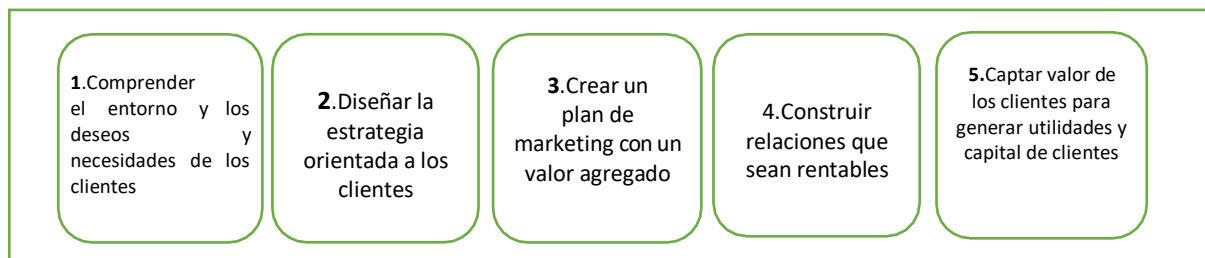 1.Comprender
el entorno y los
deseos y
necesidades de los
clientes
2.Diseñar la
estrategia
orientada a los
clientes
3.Crear un
plan de
marketing con un
valor agregado
4.Construir
relaciones que
sean rentables
5.Captar valor de
los clientes para
generar utilidades y
capital de clientes